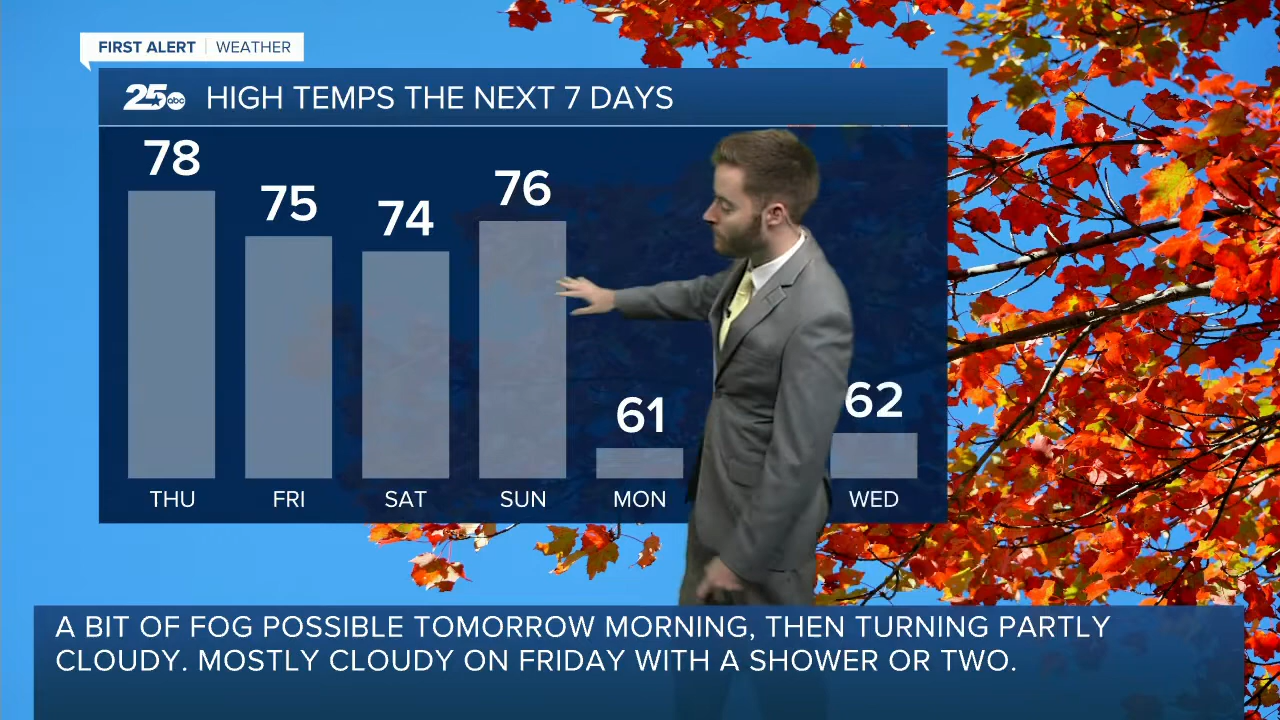 FIRST ALERT | WEATHER
25 abc HIGH TEMPS THE NEXT 7 DAYS
78 75 74 76 61 62
THU FRI SAT SUN MON WED
A BIT OF FOG POSSIBLE TOMORROW MORNING, THEN TURNING PARTLY
CLOUDY. MOSTLY CLOUDY ON FRIDAY WITH A SHOWER OR TWO.